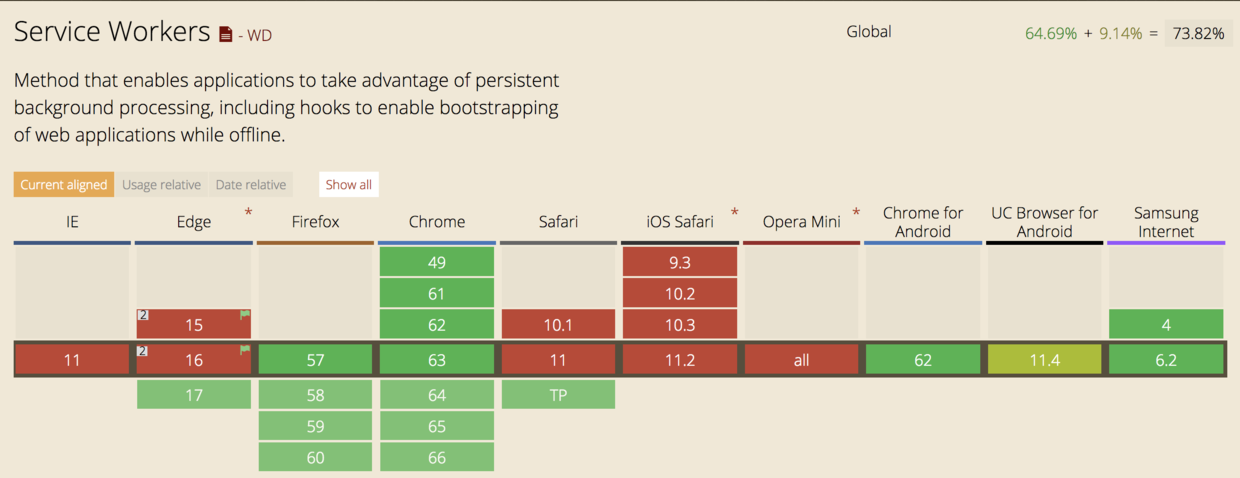 Service Workers - WD
Global
64.69% + 9.14% = 73.82%
Method that enables applications to take advantage of persistent
background processing, including hooks to enable bootstrapping
of web applications while offline.
Current aligned Usage relative Date relative Show all
IE Edge * Firefox Chrome Safari iOS Safari * Opera Mini * Chrome for Android UC Browser for Android Samsung Internet
49 9.3
61 10.2
2 15 62 10.1 10.3 4
11 2 16 57 63 11 11.2 all 62 11.4 6.2
17 58 64 TP
59 65
60 66